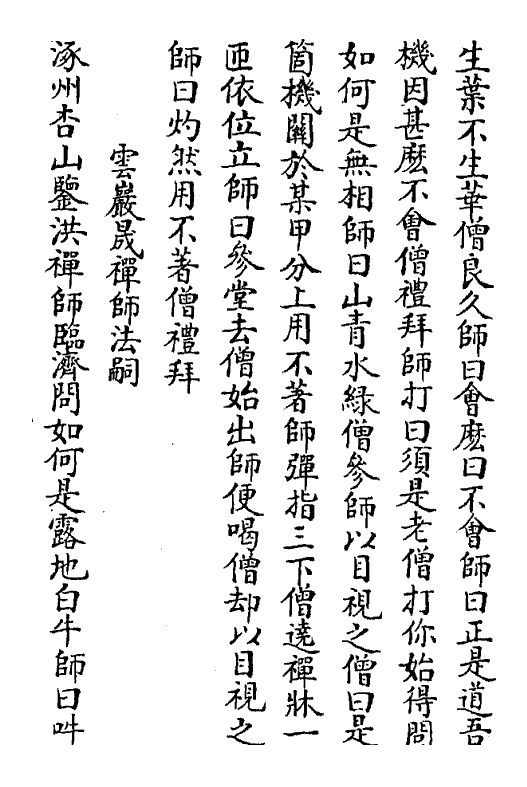 生葉不生華僧良久師曰會麽曰不會師曰正是道吾
機因甚麽不會僧禮拜師打曰須是老僧打你始得問
如何是無相師曰山青水綠僧參師以目視之僧曰是
箇機關於某甲分上用不著師彈指三下僧遶禪牀一
匝依位立師曰參堂去僧始出師便喝僧却以目視之
師曰灼然用不著僧禮拜
雲巖晟禪師法嗣
涿州杏山鑒洪禪師臨濟問如何是露地白牛師曰吽